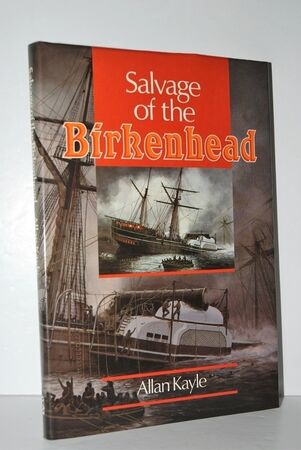 Salvage
of the
Birkenhead
Allan Kayle